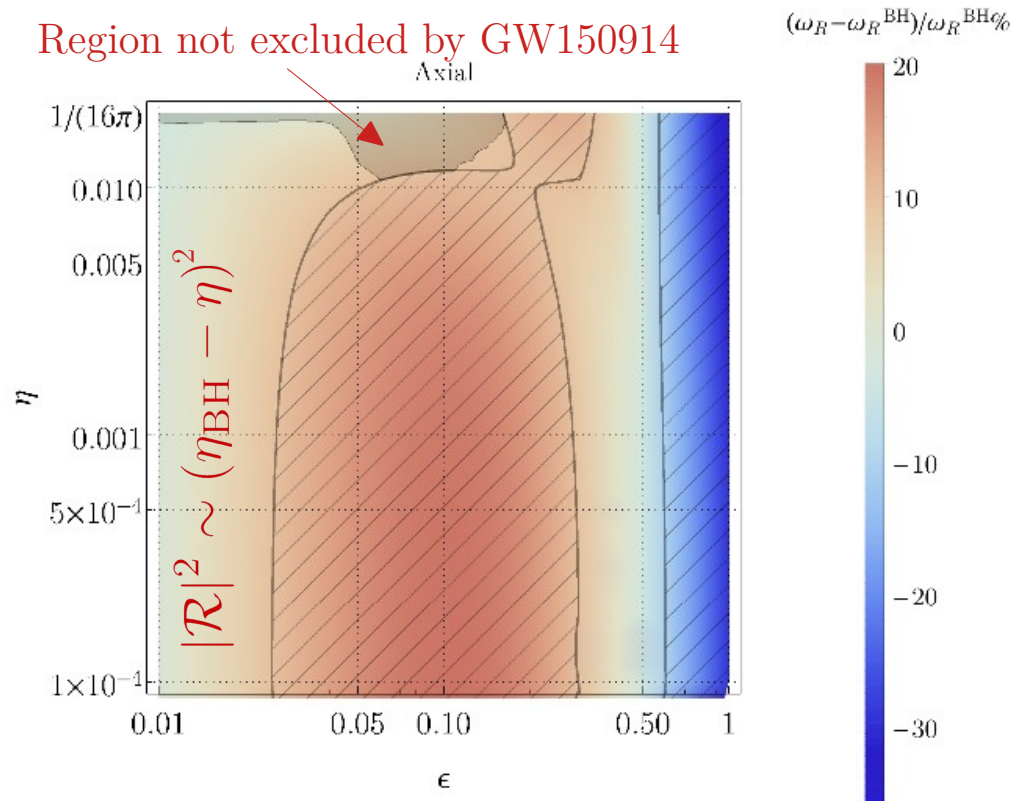 (ω_R−ω_R^BH)/ω_R^BH%
Region not excluded by GW150914
Axial
1/(16π)
0.010
0.005
0.001
5×10⁻⁴
1×10⁻⁴
η
|ℛ|² ∼ (η_BH − η)²
0.01
0.05
0.10
0.50
1
ϵ
20
10
0
−10
−20
−30